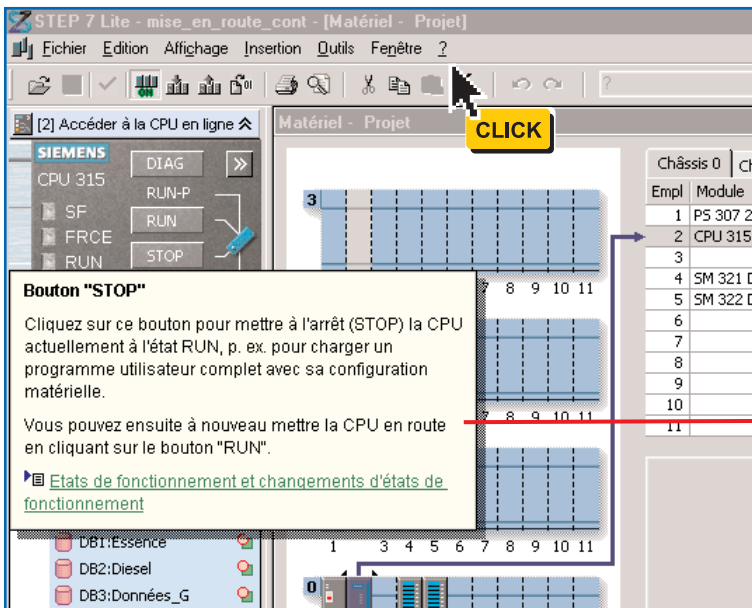 STEP 7 Lite - mise_en_route_cont - [Matériel - Projet]
Fichier Edition Affichage Insertion Outils Fenêtre ?
ON
?
CLICK
[2] Accéder à la CPU en ligne
SIEMENS
CPU 315
DIAG
RUN-P
SF
RUN
FRCE
STOP
RUN
Bouton "STOP"
Cliquez sur ce bouton pour mettre à l'arrêt (STOP) la CPU
actuellement à l'état RUN, p. ex. pour charger un
programme utilisateur complet avec sa configuration
matérielle.
Vous pouvez ensuite à nouveau mettre la CPU en route
en cliquant sur le bouton "RUN".
Etats de fonctionnement et changements d'états de
fonctionnement
DB1:Essence
DB2:Diesel
DB3:Données_G
Matériel - Projet
3
7 8 9 10 11
7 8 9 10 11
1 3 4 5 6 7 8 9 10 11
0
Châssis 0
Empl Module
1 PS 307 2
2 CPU 315
3
4 SM 321 D
5 SM 322 D
6
7
8
9
10
11